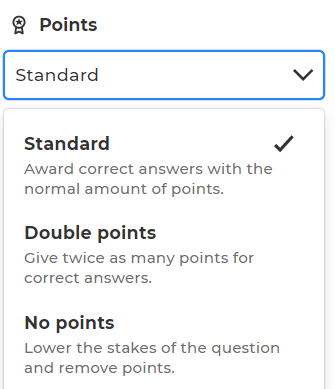 Points
Standard
Standard
Award correct answers with the
normal amount of points.
Double points
Give twice as many points for
correct answers.
No points
Lower the stakes of the question
and remove points.